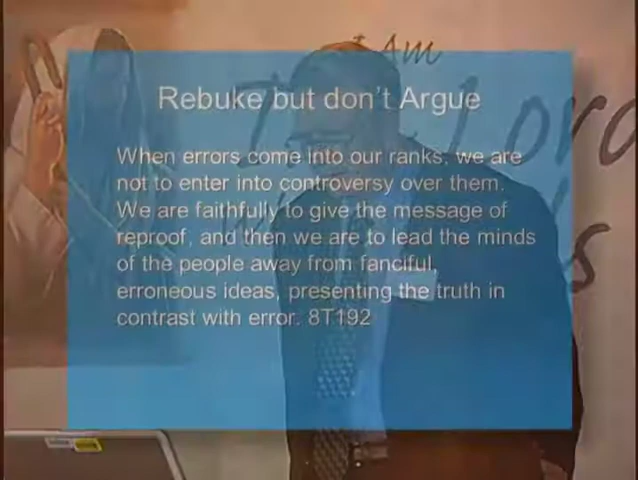 I Am
The Lord
Rebuke but don't Argue
When errors come into our ranks, we are
not to enter into controversy over them.
We are faithfully to give the message of
reproof, and then we are to lead the minds
of the people away from fanciful,
erroneous ideas, presenting the truth in
contrast with error. 8T192